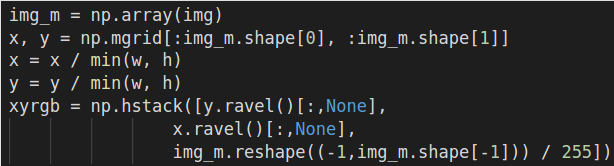 img_m = np.array(img)
x, y = np.mgrid[:img_m.shape[0], :img_m.shape[1]]
x = x / min(w, h)
y = y / min(w, h)
xyrgb = np.hstack([y.ravel()[:,None],
                   x.ravel()[:,None],
                   img_m.reshape((-1,img_m.shape[-1])) / 255])